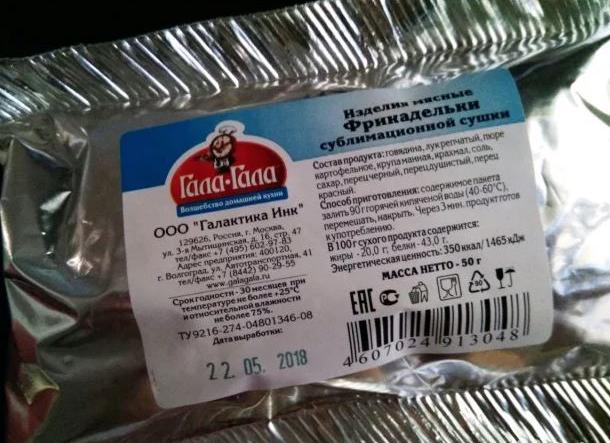 Гала-Гала
Волшебство домашней кухни
ООО "Галактика Инк"
129626, Россия, г. Москва,
ул. 3-я Мытищинская, д. 16, стр. 47
тел/факс +7 (495) 602-97-83
Адрес предприятия: 400120,
г. Волгоград, ул. Автотранспортная, 41
тел/факс +7 (8442) 90-29-55
www.galagala.ru
Срок годности - 30 месяцев при
температуре не более +25°С
и относительной влажности
не более 75%.
ТУ 9216-274-04801346-08
Дата выработки:
22 05. 2018
Изделия мясные
Фрикадельки
сублимационной сушки
Состав продукта: говядина, лук репчатый, пюре
картофельное, крупа манная, крахмал, соль,
сахар, перец черный, перец душистый, перец
красный.
Способ приготовления: содержимое пакета
залить 90 г горячей кипяченой воды (40-60°С),
перемешать, накрыть. Через 3 мин. продукт готов
к употреблению.
В 100 г сухого продукта содержится:
жиры - 20,0 г, белки - 43,0 г.
Энергетическая ценность: 350 ккал / 1465 кДж
МАССА НЕТТО - 50 г
ЕАС
4 607024 913048